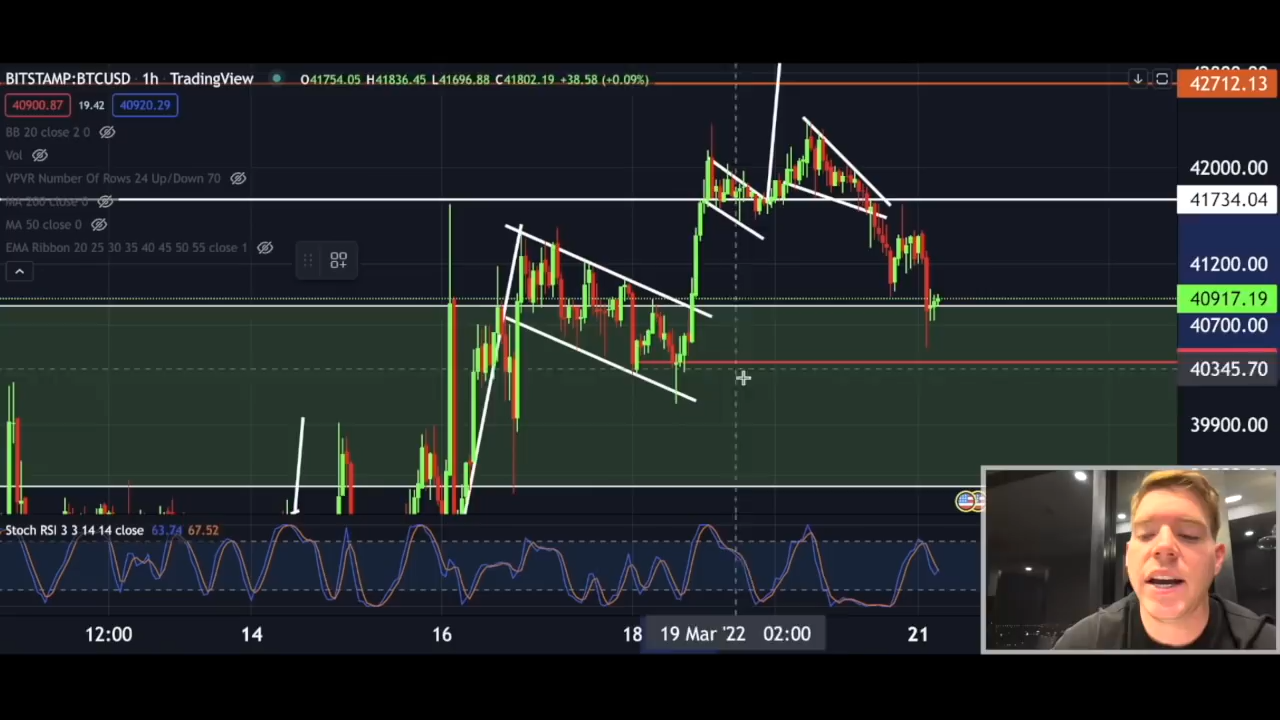 BITSTAMP:BTCUSD 1h TradingView O41754.05 H41836.45 L41696.88 C41802.19 +38.58 (+0.09%)
42712.13
40900.87 19.42 40920.29
BB 20 close 2 0
Vol
42000.00
VPVR Number Of Rows 24 Up/Down 70
MA 200 close 0
41734.04
MA 50 close 0
EMA Ribbon 20 25 30 35 40 45 50 55 close 1
41200.00
40917.19
40700.00
40345.70
39900.00
Stoch RSI 3 3 14 14 close 63.74 67.52
12:00 14 16 18 19 Mar '22 02:00 21